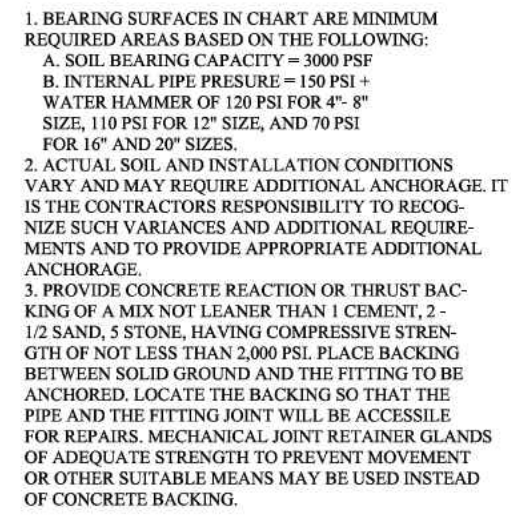 1. BEARING SURFACES IN CHART ARE MINIMUM
REQUIRED AREAS BASED ON THE FOLLOWING:
A. SOIL BEARING CAPACITY = 3000 PSF
B. INTERNAL PIPE PRESURE = 150 PSI +
WATER HAMMER OF 120 PSI FOR 4"- 8"
SIZE, 110 PSI FOR 12" SIZE, AND 70 PSI
FOR 16" AND 20" SIZES.
2. ACTUAL SOIL AND INSTALLATION CONDITIONS
VARY AND MAY REQUIRE ADDITIONAL ANCHORAGE. IT
IS THE CONTRACTORS RESPONSIBILITY TO RECOG-
NIZE SUCH VARIANCES AND ADDITIONAL REQUIRE-
MENTS AND TO PROVIDE APPROPRIATE ADDITIONAL
ANCHORAGE.
3. PROVIDE CONCRETE REACTION OR THRUST BAC-
KING OF A MIX NOT LEANER THAN 1 CEMENT, 2 -
1/2 SAND, 5 STONE, HAVING COMPRESSIVE STREN-
GTH OF NOT LESS THAN 2,000 PSI. PLACE BACKING
BETWEEN SOLID GROUND AND THE FITTING TO BE
ANCHORED. LOCATE THE BACKING SO THAT THE
PIPE AND THE FITTING JOINT WILL BE ACCESSILE
FOR REPAIRS. MECHANICAL JOINT RETAINER GLANDS
OF ADEQUATE STRENGTH TO PREVENT MOVEMENT
OR OTHER SUITABLE MEANS MAY BE USED INSTEAD
OF CONCRETE BACKING.